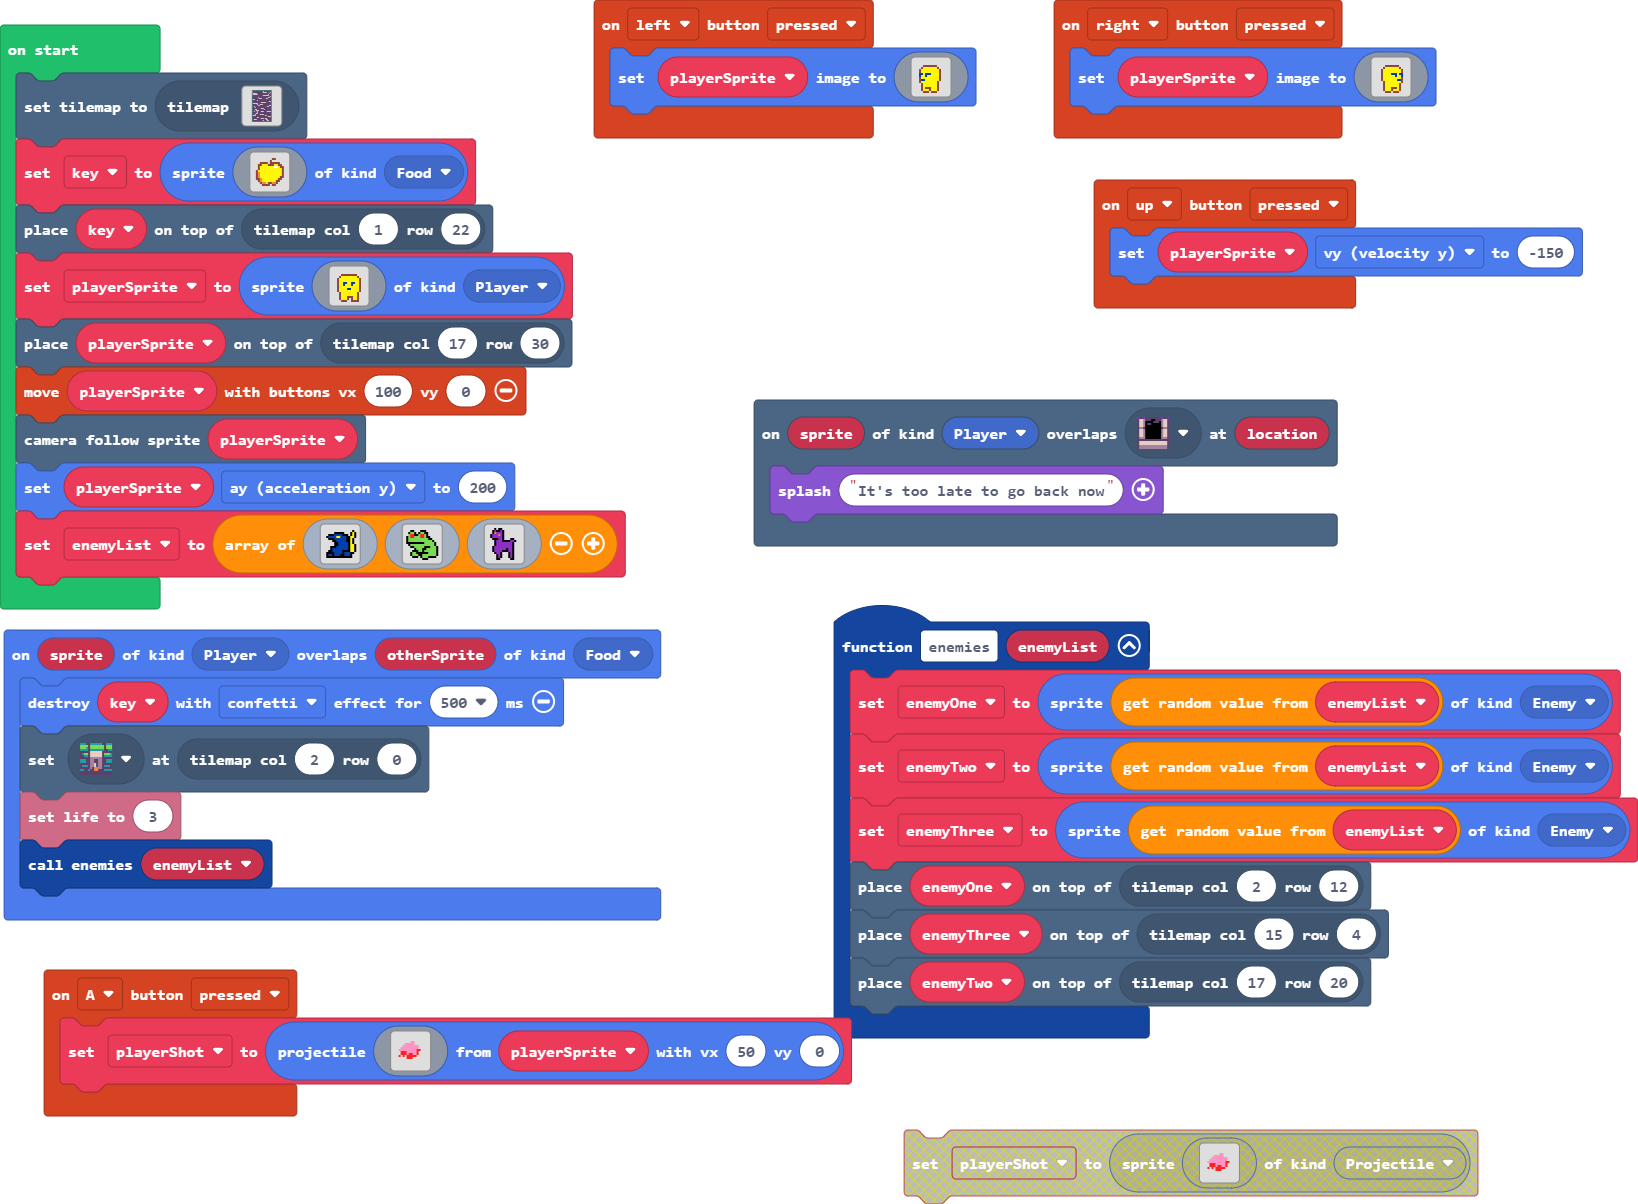 on start
set tilemap to tilemap
set key to sprite of kind Food
place key on top of tilemap col 1 row 22
set playerSprite to sprite of kind Player
place playerSprite on top of tilemap col 17 row 30
move playerSprite with buttons vx 100 vy 0
camera follow sprite playerSprite
set playerSprite ay (acceleration y) to 200
set enemyList to array of
on left button pressed
set playerSprite image to
on right button pressed
set playerSprite image to
on up button pressed
set playerSprite vy (velocity y) to -150
on sprite of kind Player overlaps at location
splash "It's too late to go back now"
on sprite of kind Player overlaps otherSprite of kind Food
destroy key with confetti effect for 500 ms
set at tilemap col 2 row 0
set life to 3
call enemies enemyList
function enemies enemyList
set enemyOne to sprite get random value from enemyList of kind Enemy
set enemyTwo to sprite get random value from enemyList of kind Enemy
set enemyThree to sprite get random value from enemyList of kind Enemy
place enemyOne on top of tilemap col 2 row 12
place enemyThree on top of tilemap col 15 row 4
place enemyTwo on top of tilemap col 17 row 20
on A button pressed
set playerShot to projectile from playerSprite with vx 50 vy 0
set playerShot to sprite of kind Projectile